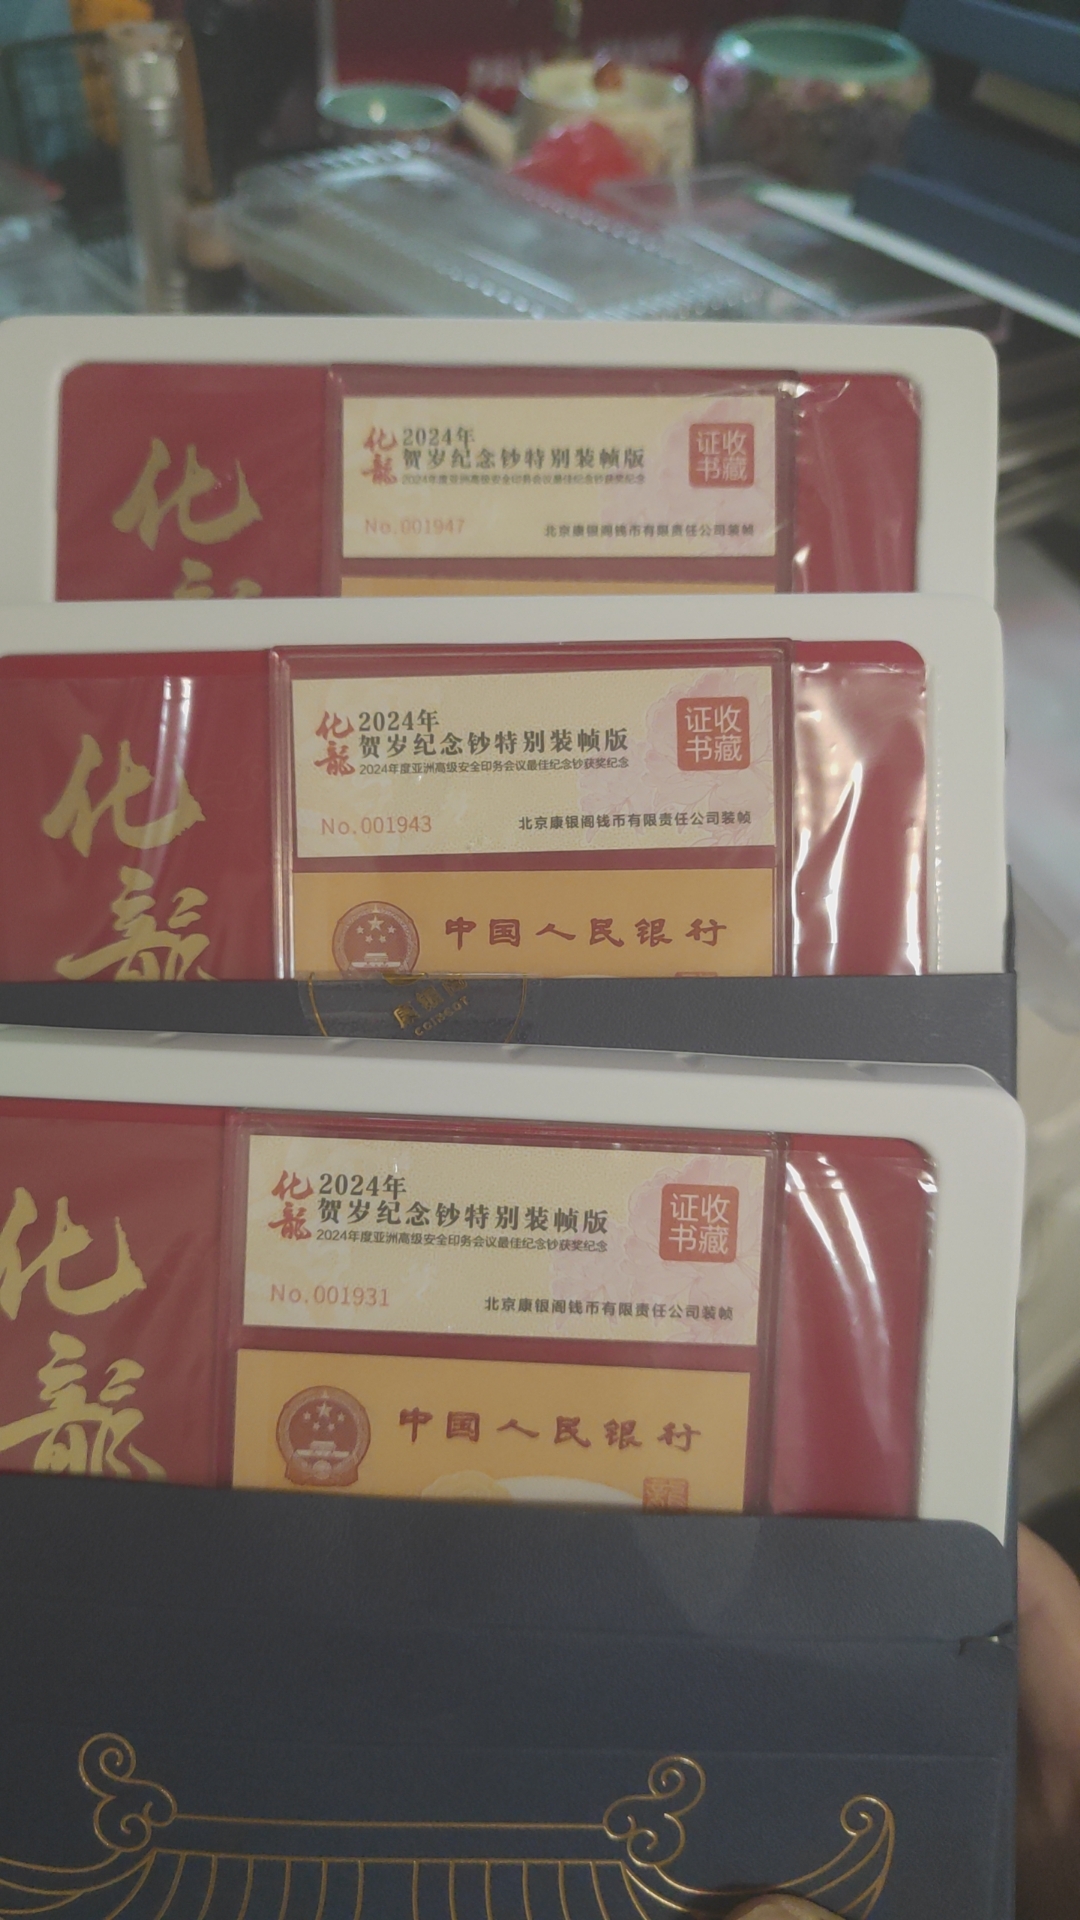 化
化龍
2024年
贺岁纪念钞特别装帧版
2024年度亚洲高级安全印务会议最佳纪念钞获奖纪念
证收
书藏
No.001947
北京康银阁钱币有限责任公司装帧
化龍
化龍
2024年
贺岁纪念钞特别装帧版
2024年度亚洲高级安全印务会议最佳纪念钞获奖纪念
证收
书藏
No.001943
北京康银阁钱币有限责任公司装帧
中国人民银行
康银阁
化龍
化龍
2024年
贺岁纪念钞特别装帧版
2024年度亚洲高级安全印务会议最佳纪念钞获奖纪念
证收
书藏
No.001931
北京康银阁钱币有限责任公司装帧
中国人民银行